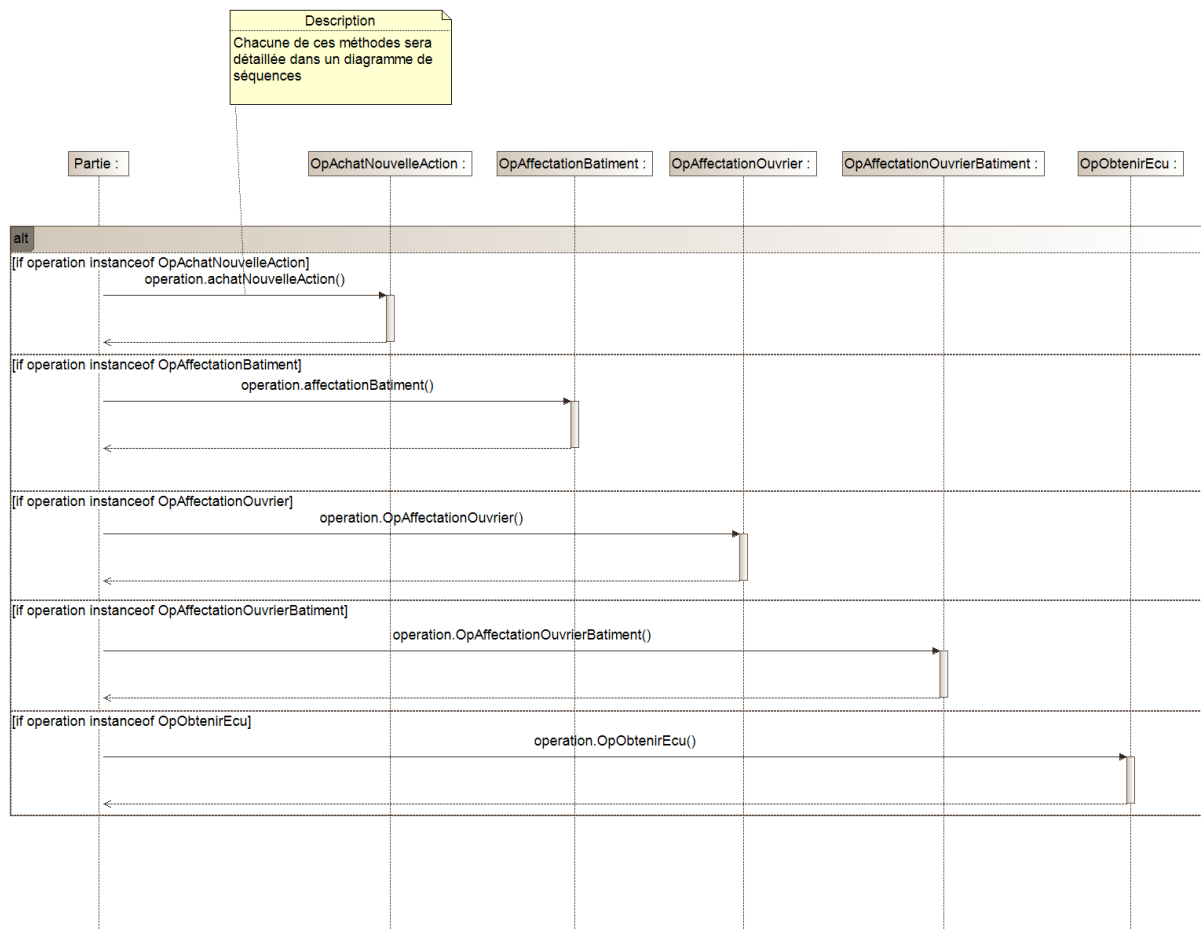 Description
Chacune de ces méthodes sera
détaillée dans un diagramme de
séquences
Partie :
OpAchatNouvelleAction :
OpAffectationBatiment :
OpAffectationOuvrier :
OpAffectationOuvrierBatiment :
OpObtenirEcu :
alt
[if operation instanceof OpAchatNouvelleAction]
operation.achatNouvelleAction()
[if operation instanceof OpAffectationBatiment]
operation.affectationBatiment()
[if operation instanceof OpAffectationOuvrier]
operation.OpAffectationOuvrier()
[if operation instanceof OpAffectationOuvrierBatiment]
operation.OpAffectationOuvrierBatiment()
[if operation instanceof OpObtenirEcu]
operation.OpObtenirEcu()